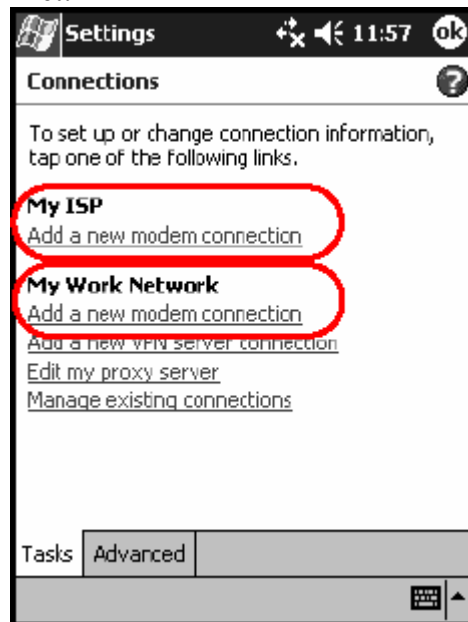 Settings 11:57 ok
Connections ?
To set up or change connection information,
tap one of the following links.
My ISP
Add a new modem connection
My Work Network
Add a new modem connection
Add a new VPN server connection
Edit my proxy server
Manage existing connections
Tasks Advanced